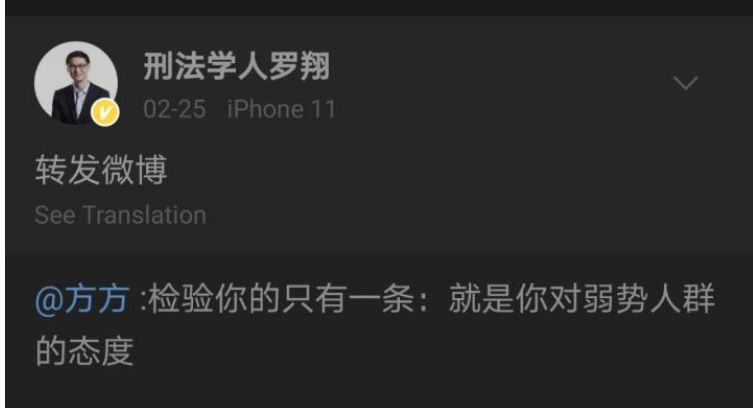 刑法学人罗翔
02-25 iPhone 11
转发微博
See Translation
@方方 :检验你的只有一条：就是你对弱势人群
的态度